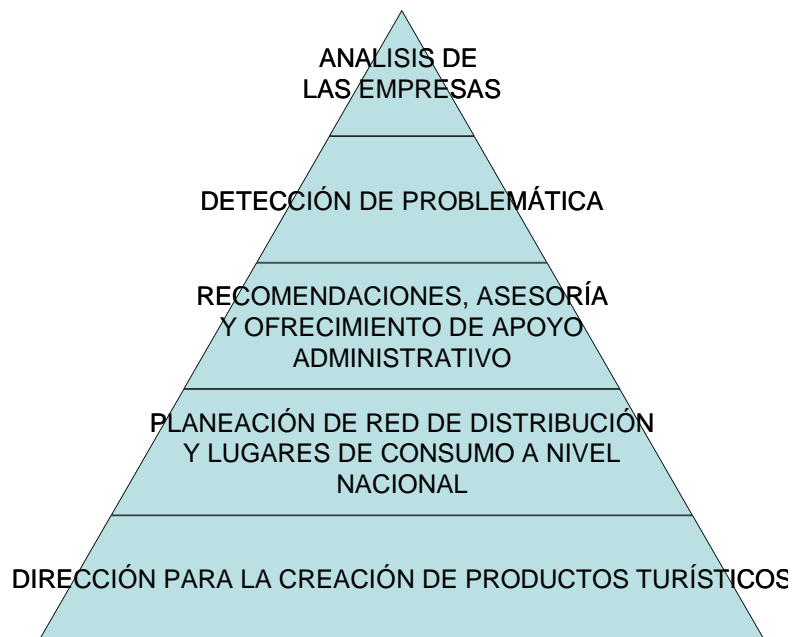 ANALISIS DE
LAS EMPRESAS
DETECCIÓN DE PROBLEMÁTICA
RECOMENDACIONES, ASESORÍA
Y OFRECIMIENTO DE APOYO
ADMINISTRATIVO
PLANEACIÓN DE RED DE DISTRIBUCIÓN
Y LUGARES DE CONSUMO A NIVEL
NACIONAL
DIRECCIÓN PARA LA CREACIÓN DE PRODUCTOS TURÍSTICOS